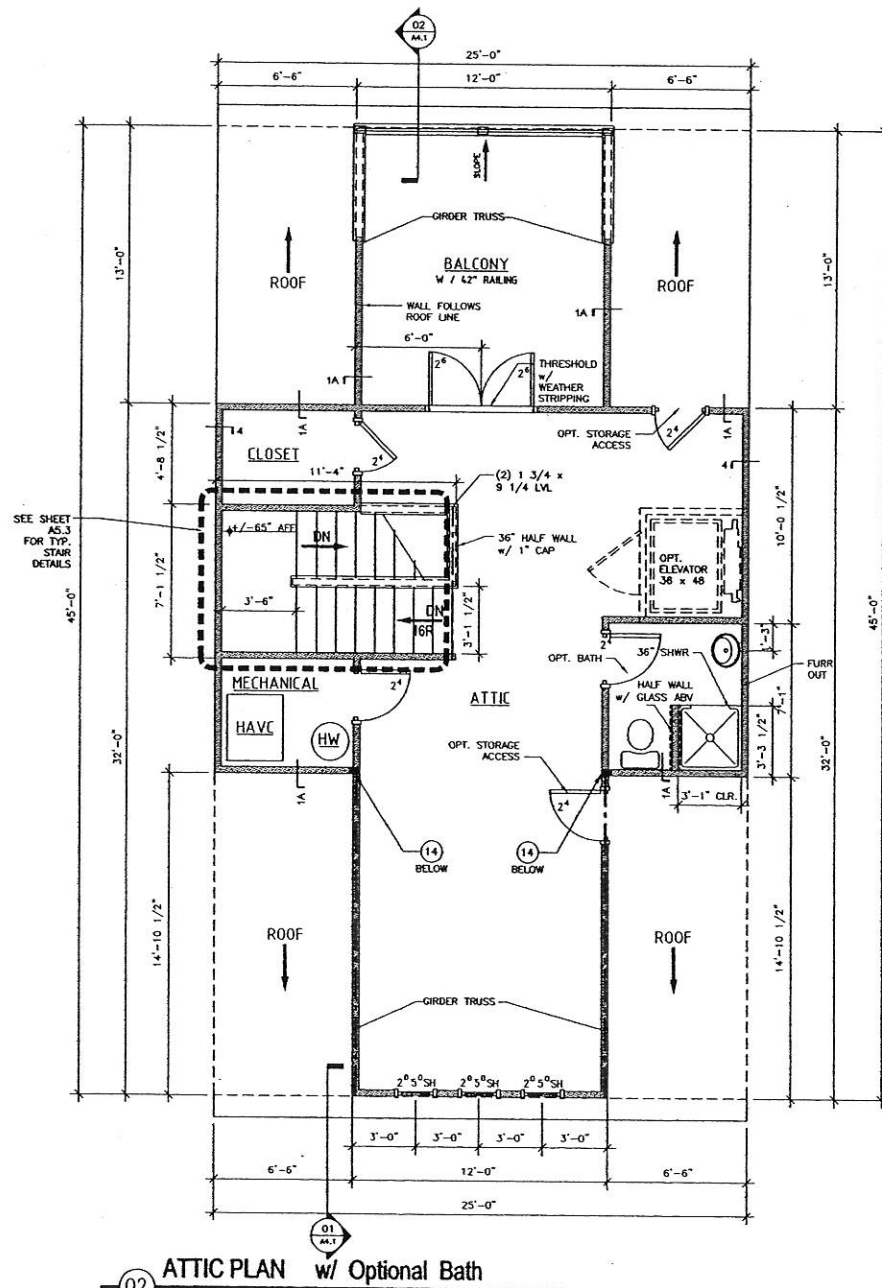 02
A4.1
25'-0"
6'-6"
12'-0"
6'-6"
SLOPE
GIRDER TRUSS
BALCONY
W / 42" RAILING
ROOF
ROOF
13'-0"
13'-0"
WALL FOLLOWS
ROOF LINE
1A
6'-0"
1A
2⁶
2⁶
THRESHOLD
w/
WEATHER
STRIPPING
1A
1A
OPT. STORAGE
ACCESS
2⁴
4
4
4'-8 1/2"
CLOSET
2⁴
11'-4"
(2) 1 3/4 x
9 1/4 LVL
SEE SHEET
A5.3
FOR TYP.
STAIR
DETAILS
+/-65" AFF
DN
36" HALF WALL
w/ 1" CAP
OPT.
ELEVATOR
36 x 48
10'-0 1/2"
45'-0"
45'-0"
7'-1 1/2"
3'-6"
DN
16R
3'-1 1/2"
2⁴
36" SHWR
1'-3"
OPT. BATH
FURR
OUT
MECHANICAL
2⁴
ATTIC
HALF WALL
w/ GLASS ABV
7'-1"
HAVC
HW
3'-3 1/2"
32'-0"
32'-0"
OPT. STORAGE
ACCESS
1A
1A
3'-1" CLR.
2⁴
14
BELOW
14
BELOW
14'-10 1/2"
14'-10 1/2"
ROOF
ROOF
GIRDER TRUSS
2⁰5⁰SH
2⁰5⁰SH
2⁰5⁰SH
3'-0"
3'-0"
3'-0"
3'-0"
6'-6"
12'-0"
6'-6"
25'-0"
01
A4.1
02
ATTIC PLAN w/ Optional Bath